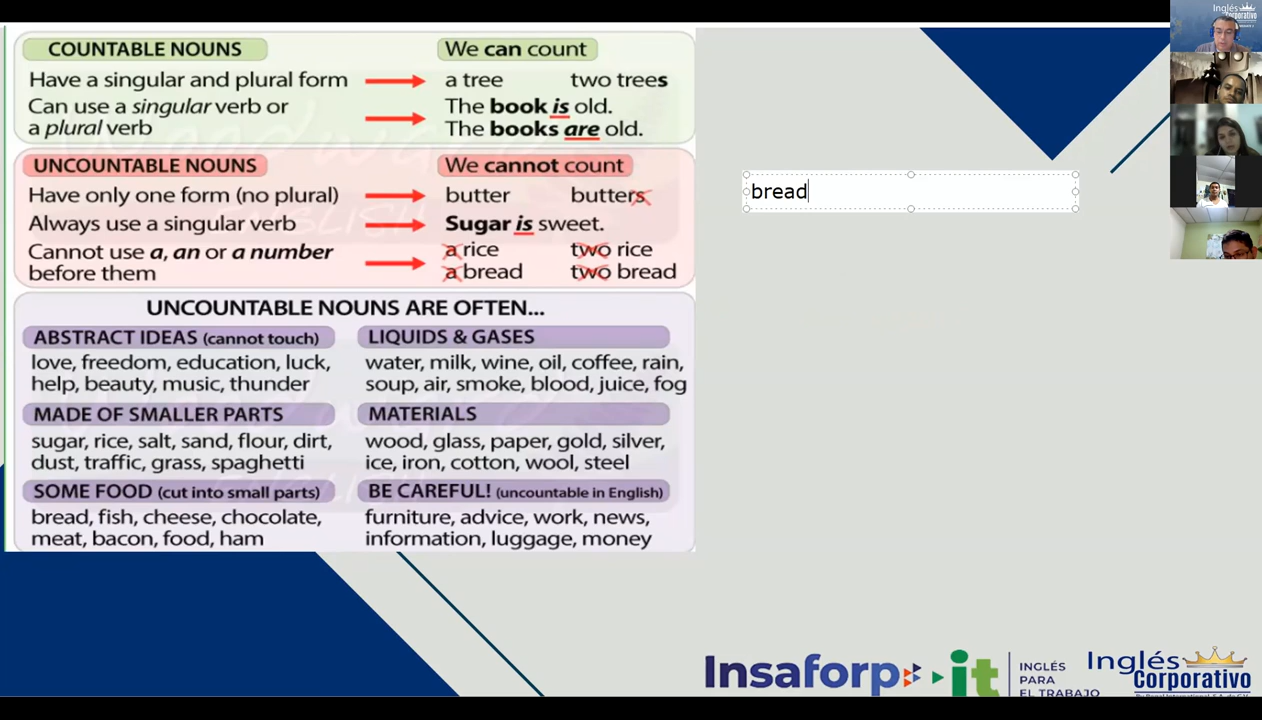 COUNTABLE NOUNS
We can count
Have a singular and plural form
a tree
two trees
Can use a singular verb or
a plural verb
The book is old.
The books are old.
UNCOUNTABLE NOUNS
We cannot count
Have only one form (no plural)
butter
butters
Always use a singular verb
Sugar is sweet.
Cannot use a, an or a number
before them
a rice
two rice
a bread
two bread
UNCOUNTABLE NOUNS ARE OFTEN...
ABSTRACT IDEAS (cannot touch)
love, freedom, education, luck,
help, beauty, music, thunder
LIQUIDS & GASES
water, milk, wine, oil, coffee, rain,
soup, air, smoke, blood, juice, fog
MADE OF SMALLER PARTS
sugar, rice, salt, sand, flour, dirt,
dust, traffic, grass, spaghetti
MATERIALS
wood, glass, paper, gold, silver,
ice, iron, cotton, wool, steel
SOME FOOD (cut into small parts)
bread, fish, cheese, chocolate,
meat, bacon, food, ham
BE CAREFUL! (uncountable in English)
furniture, advice, work, news,
information, luggage, money
bread
Inglés
Corporativo
Insaforp
it
INGLÉS
PARA
EL TRABAJO
Inglés
Corporativo